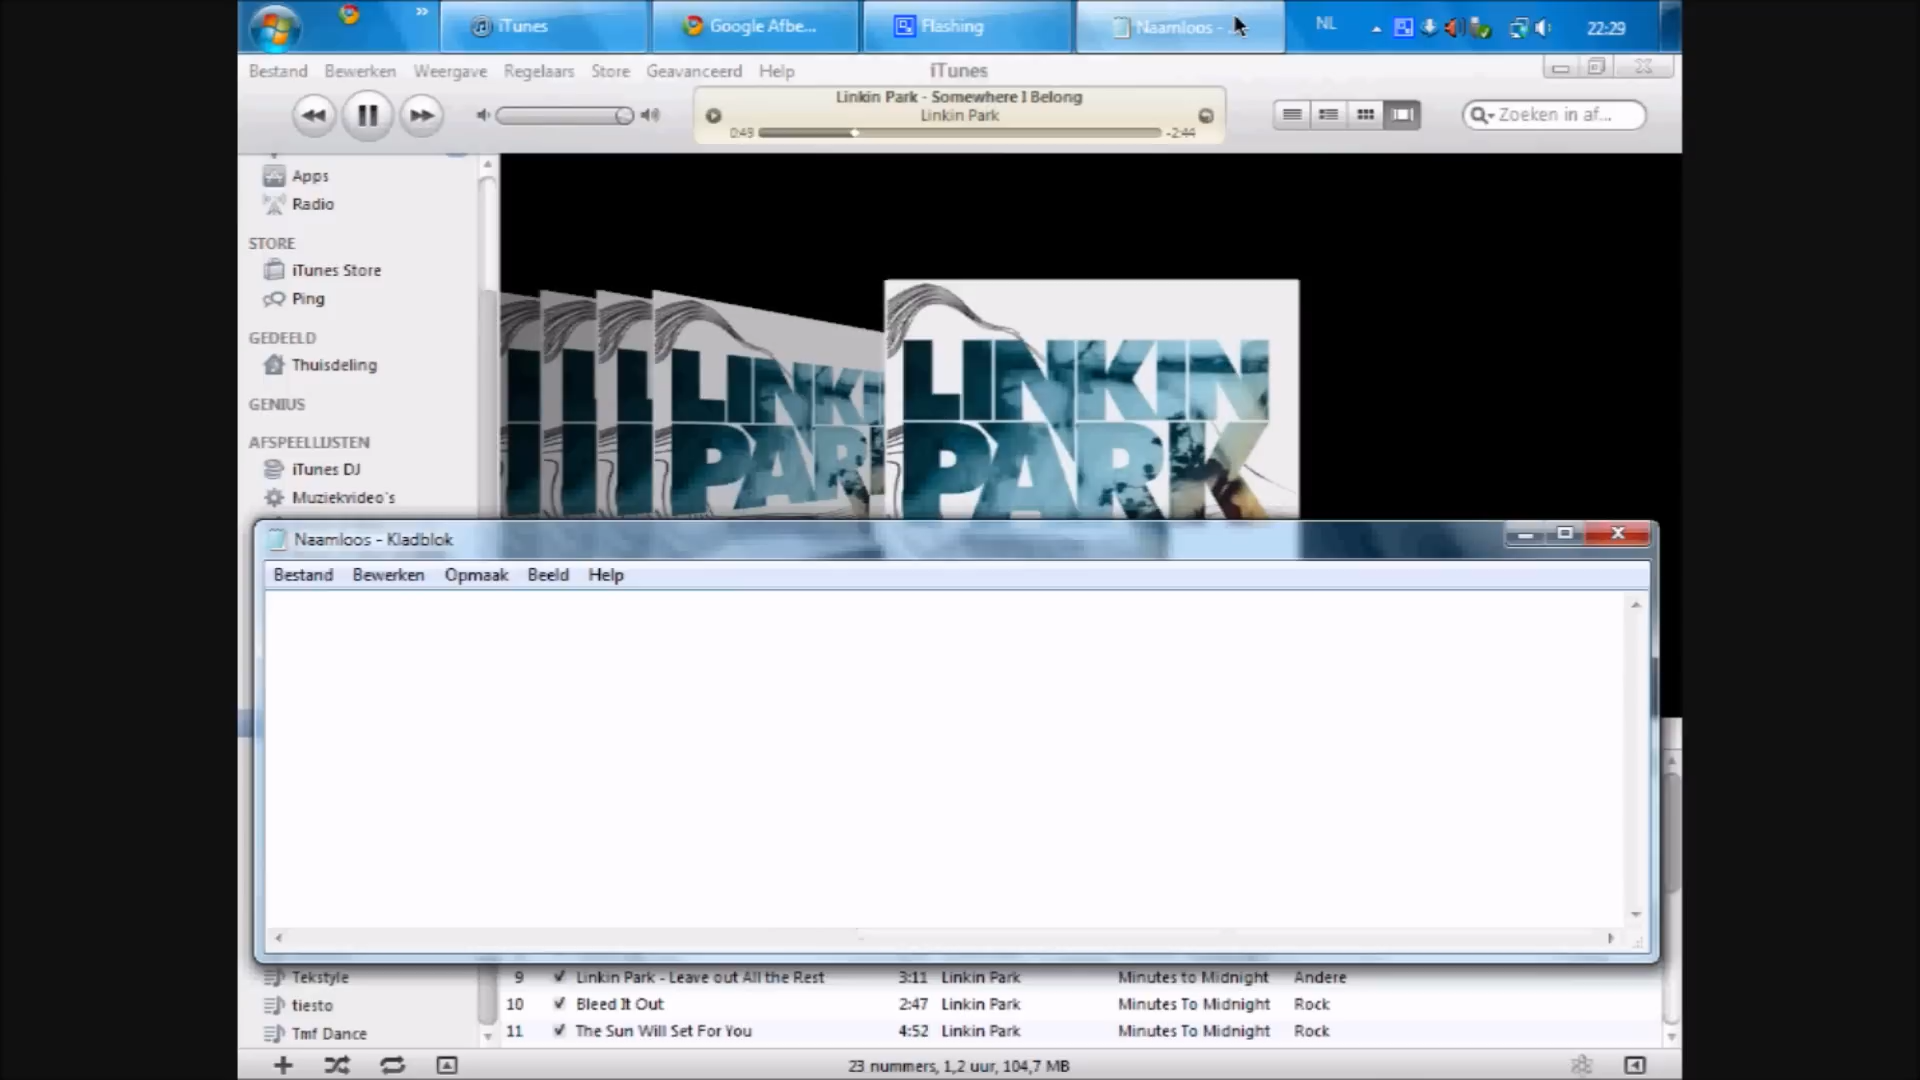 iTunes
Google Afbe...
Flashing
Naamloos - ...
NL
22:29
Bestand Bewerken Weergave Regelaars Store Geavanceerd Help
iTunes
Linkin Park - Somewhere I Belong
Linkin Park
0:49 -2:44
Zoeken in af...
Apps
Radio
STORE
iTunes Store
Ping
GEDEELD
Thuisdeling
GENIUS
AFSPEELLIJSTEN
iTunes DJ
Muziekvideo's
LINKIN
PARK
LINKIN
PARK
Naamloos - Kladblok
Bestand Bewerken Opmaak Beeld Help
Tekstyle
tiesto
Tmf Dance
9 Linkin Park - Leave out All the Rest 3:11 Linkin Park Minutes to Midnight Andere
10 Bleed It Out 2:47 Linkin Park Minutes To Midnight Rock
11 The Sun Will Set For You 4:52 Linkin Park Minutes To Midnight Rock
23 nummers, 1,2 uur, 104,7 MB